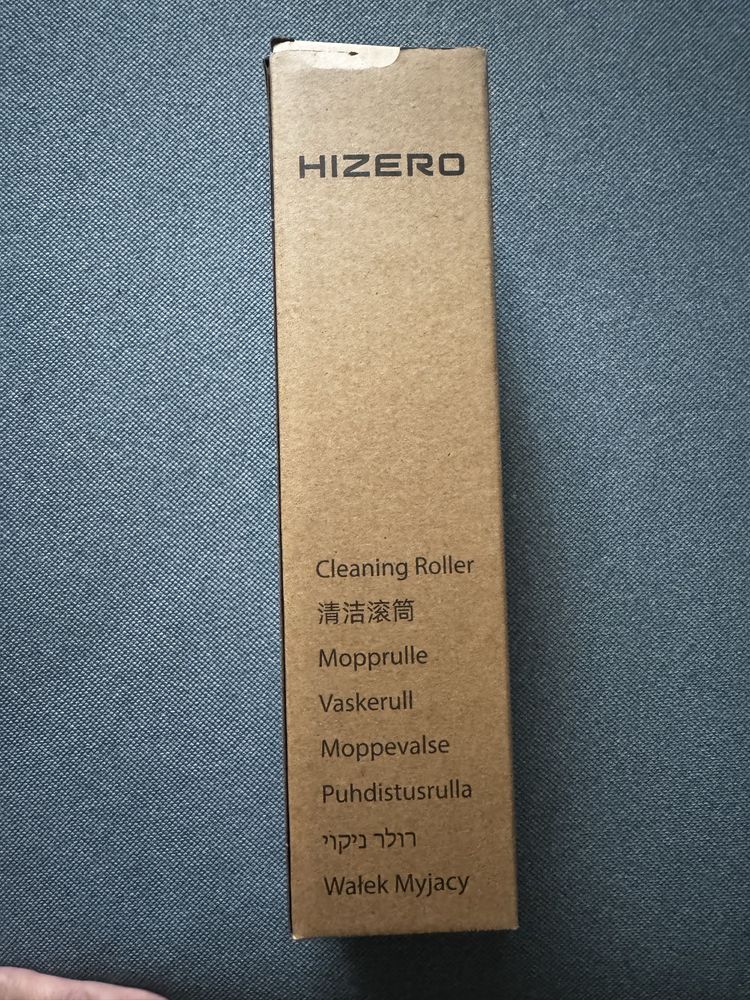 HIZERO
Cleaning Roller
清洁滚筒
Mopprulle
Vaskerull
Moppevalse
Puhdistusrulla
רולר ניקוי
Wałek Myjacy